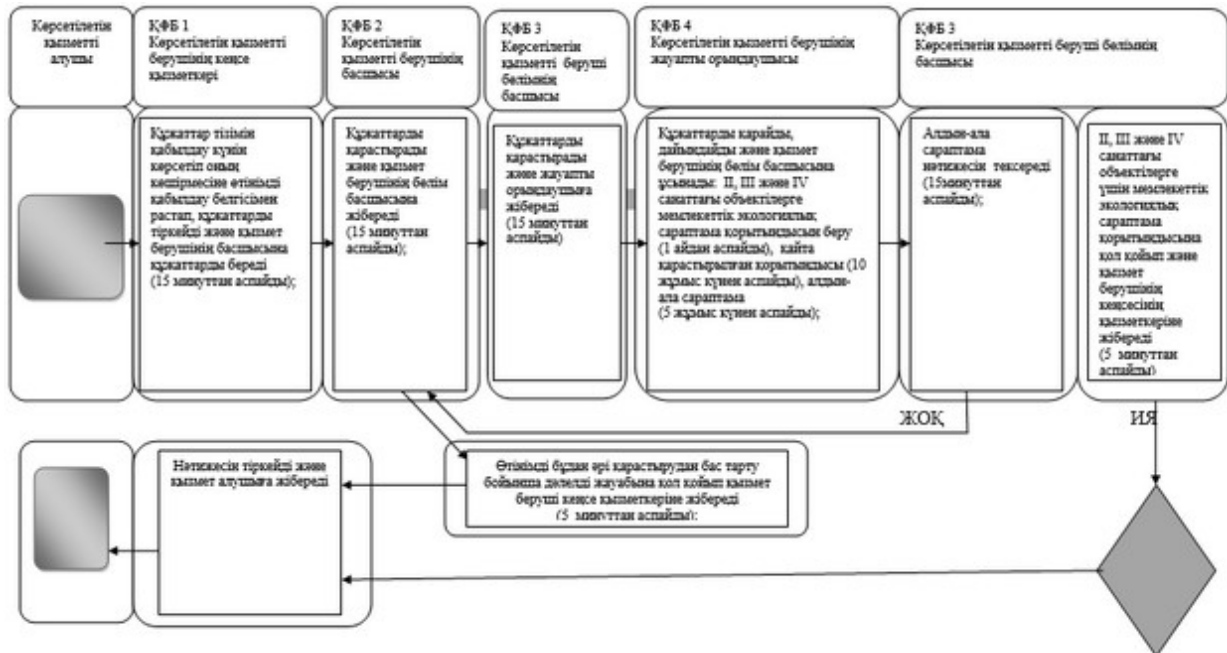 Көрсетілетін
қызметті
алушы
ҚФБ 1
Көрсетілетін қызметті
берушінің кеңсе
қызметкері
ҚФБ 2
Көрсетілетін
қызметті берушінің
басшысы
ҚФБ 3
Көрсетілетін
қызметті беруші
бөлімнің
басшысы
ҚФБ 4
Көрсетілетін қызметті берушінің
жауапты орындаушысы
ҚФБ 3
Көрсетілетін қызметті беруші бөлімнің
басшысы
Құжаттар тізімін
қабылдау күнін
көрсетіп оның
көшірмесіне өтінімді
қабылдау белгісімен
растап, құжаттарды
тіркейді және қызмет
берушінің басшысына
құжаттарды береді
(15 минуттан аспайды);
Құжаттарды
қарастырады
және қызмет
берушінің бөлім
басшысына
жібереді
(15 минуттан
аспайды);
Құжаттарды
қарастырады
және жауапты
орындаушыға
жібереді
(15 минуттан
аспайды)
Құжаттарды қарайды,
дайындайды және қызмет
берушінің бөлім басшысына
ұсынады: II, III және IV
санаттағы объектілерге
мемлекеттік экологиялық
сараптама қорытындысын беру
(1 айдан аспайды), кайта
қарастырылған қорытындысы (10
жұмыс күнен аспайды), алдын-
ала сараптама
(5 жұмыс күнен аспайды);
Алдын-ала
сараптама
нәтижесін тексереді
(15минуттан
аспайды);
II, III және IV
санаттағы
объектілерге
үшін мемлекеттік
экологиялық
сараптама
қорытындысына
қол қойып және
қызмет
берушінің
кеңсесінің
қызметкеріне
жібереді
(5 минуттан
аспайды)
ЖОҚ
ИЯ
Нәтижесін тіркейді және
қызмет алушыға жібереді
Өтінімді бұдан әрі қарастырудан бас тарту
бойынша дәлелді жауабына қол қойып қызмет
беруші кеңсе қызметкеріне жібереді
(5 минуттан аспайды);